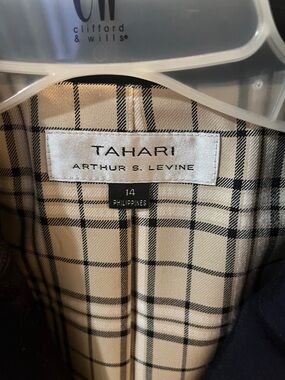 clifford
& wills®
TAHARI
ARTHUR S. LEVINE
14
PHILIPPINES